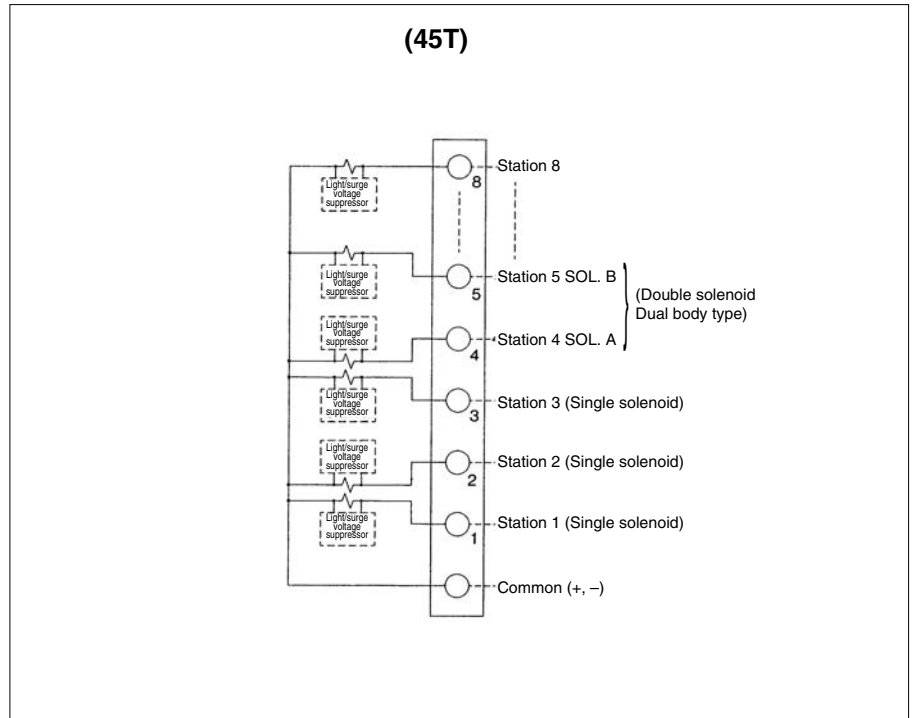 (45T)
Light/surge
voltage
suppressor
8
Station 8
Light/surge
voltage
suppressor
5
Station 5 SOL. B
(Double solenoid
Dual body type)
Light/surge
voltage
suppressor
4
Station 4 SOL. A
Light/surge
voltage
suppressor
3
Station 3 (Single solenoid)
Light/surge
voltage
suppressor
2
Station 2 (Single solenoid)
Light/surge
voltage
suppressor
1
Station 1 (Single solenoid)
Common (+, –)